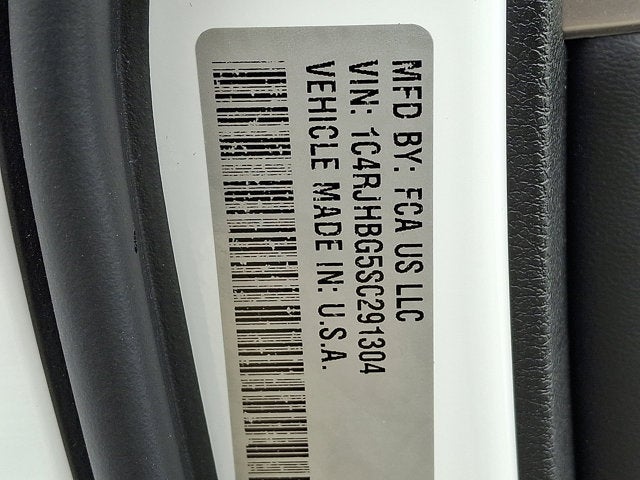 MFD BY: FCA US LLC
VIN: 1C4RJHBG5SC291304
VEHICLE MADE IN: U.S.A.